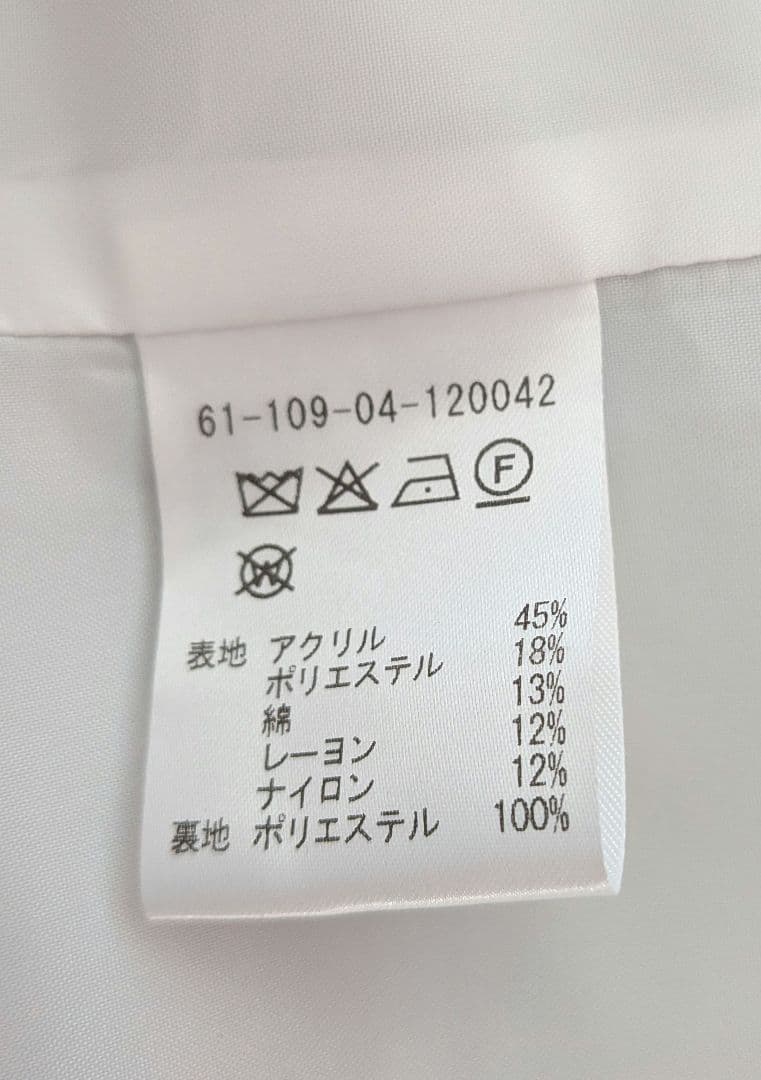 61-109-04-120042
F
W
表地 アクリル 45%
ポリエステル 18%
綿 13%
レーヨン 12%
ナイロン 12%
裏地 ポリエステル 100%